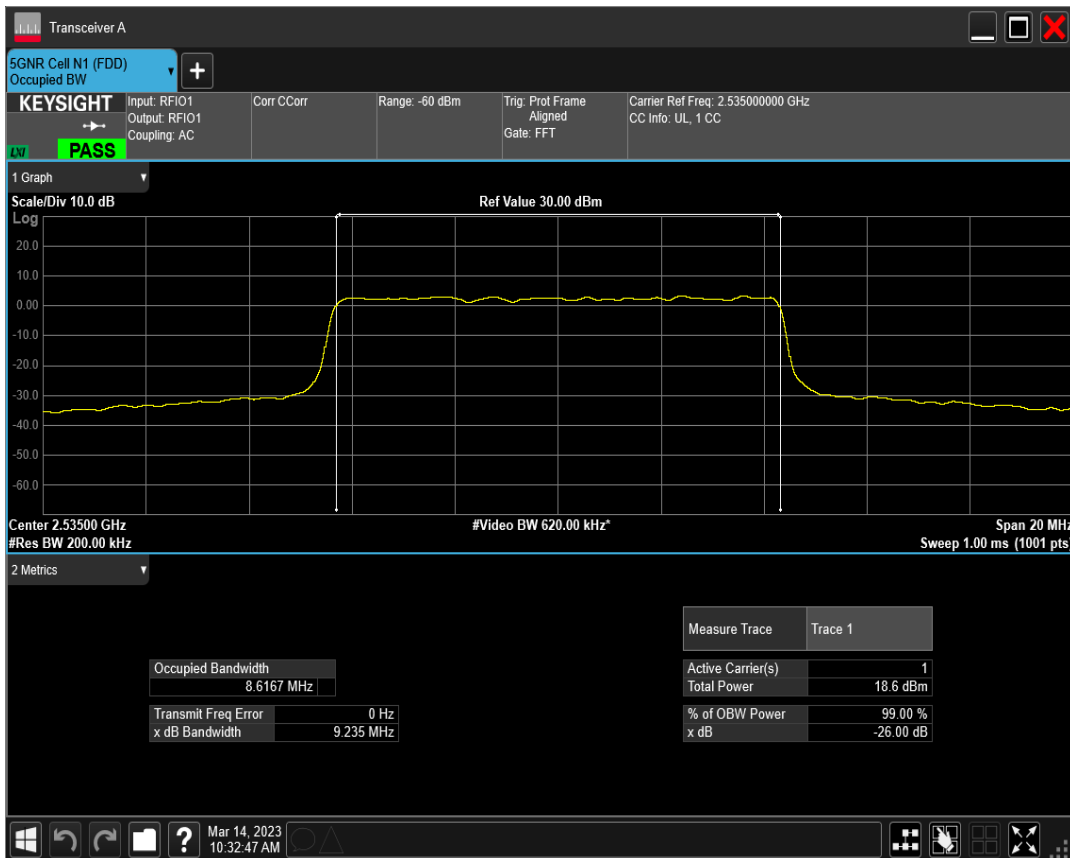 Transceiver A
5GNR Cell N1 (FDD)
Occupied BW
KEYSIGHT
LXI
PASS
Input: RFIO1
Output: RFIO1
Coupling: AC
Corr CCorr
Range: -60 dBm
Trig: Prot Frame
Aligned
Gate: FFT
Carrier Ref Freq: 2.535000000 GHz
CC Info: UL, 1 CC
1 Graph
Scale/Div 10.0 dB
Ref Value 30.00 dBm
Log
20.0
10.0
0.00
-10.0
-20.0
-30.0
-40.0
-50.0
-60.0
Center 2.53500 GHz
#Video BW 620.00 kHz*
Span 20 MHz
#Res BW 200.00 kHz
Sweep 1.00 ms (1001 pts)
2 Metrics
Measure Trace Trace 1
Occupied Bandwidth
8.6167 MHz
Active Carrier(s) 1
Total Power 18.6 dBm
Transmit Freq Error 0 Hz
x dB Bandwidth 9.235 MHz
% of OBW Power 99.00 %
x dB -26.00 dB
Mar 14, 2023
10:32:47 AM